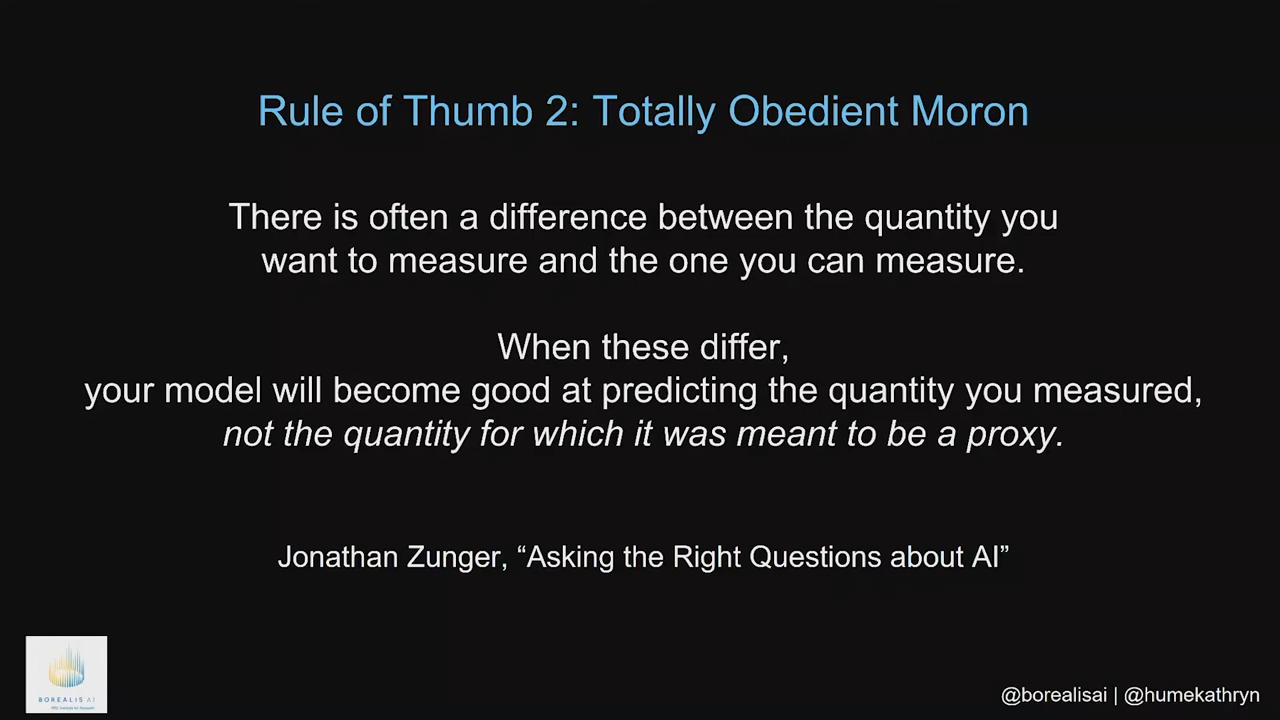 Rule of Thumb 2: Totally Obedient Moron
There is often a difference between the quantity you
want to measure and the one you can measure.
When these differ,
your model will become good at predicting the quantity you measured,
not the quantity for which it was meant to be a proxy.
Jonathan Zunger, “Asking the Right Questions about AI”
BOREALIS AI
@borealisai | @humekathryn